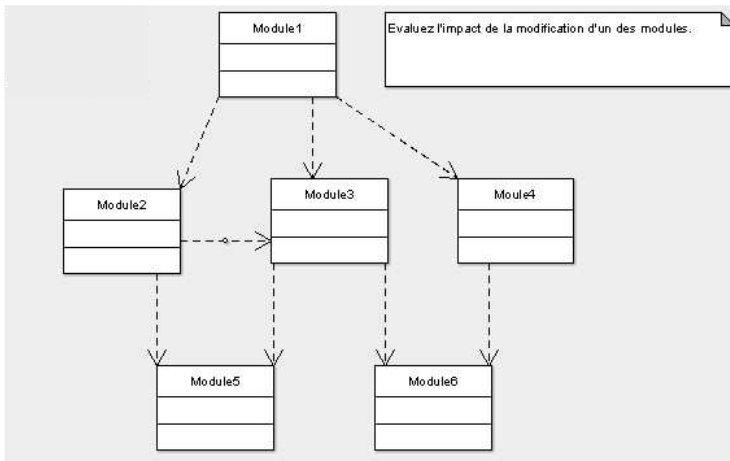 Module1
Evaluez l'impact de la modification d'un des modules.
Module2
Module3
Moule4
Module5
Module6